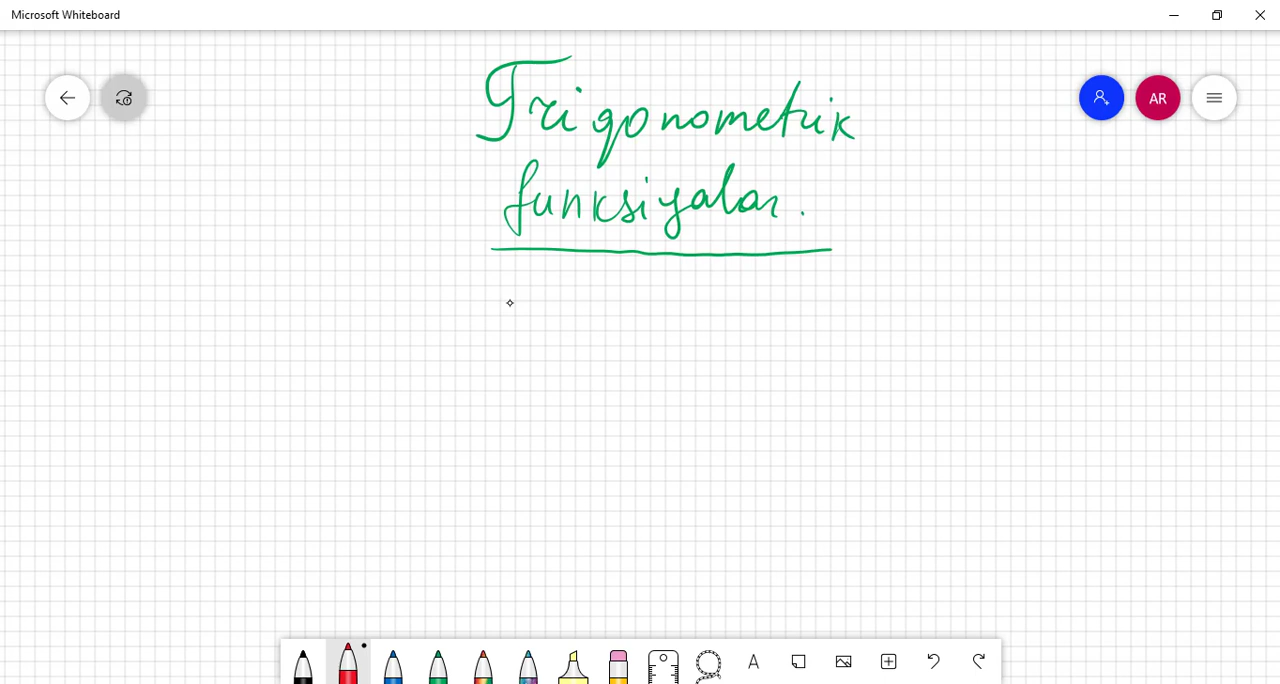 Microsoft Whiteboard
AR
Trigonometrik
funksiyalar.
A